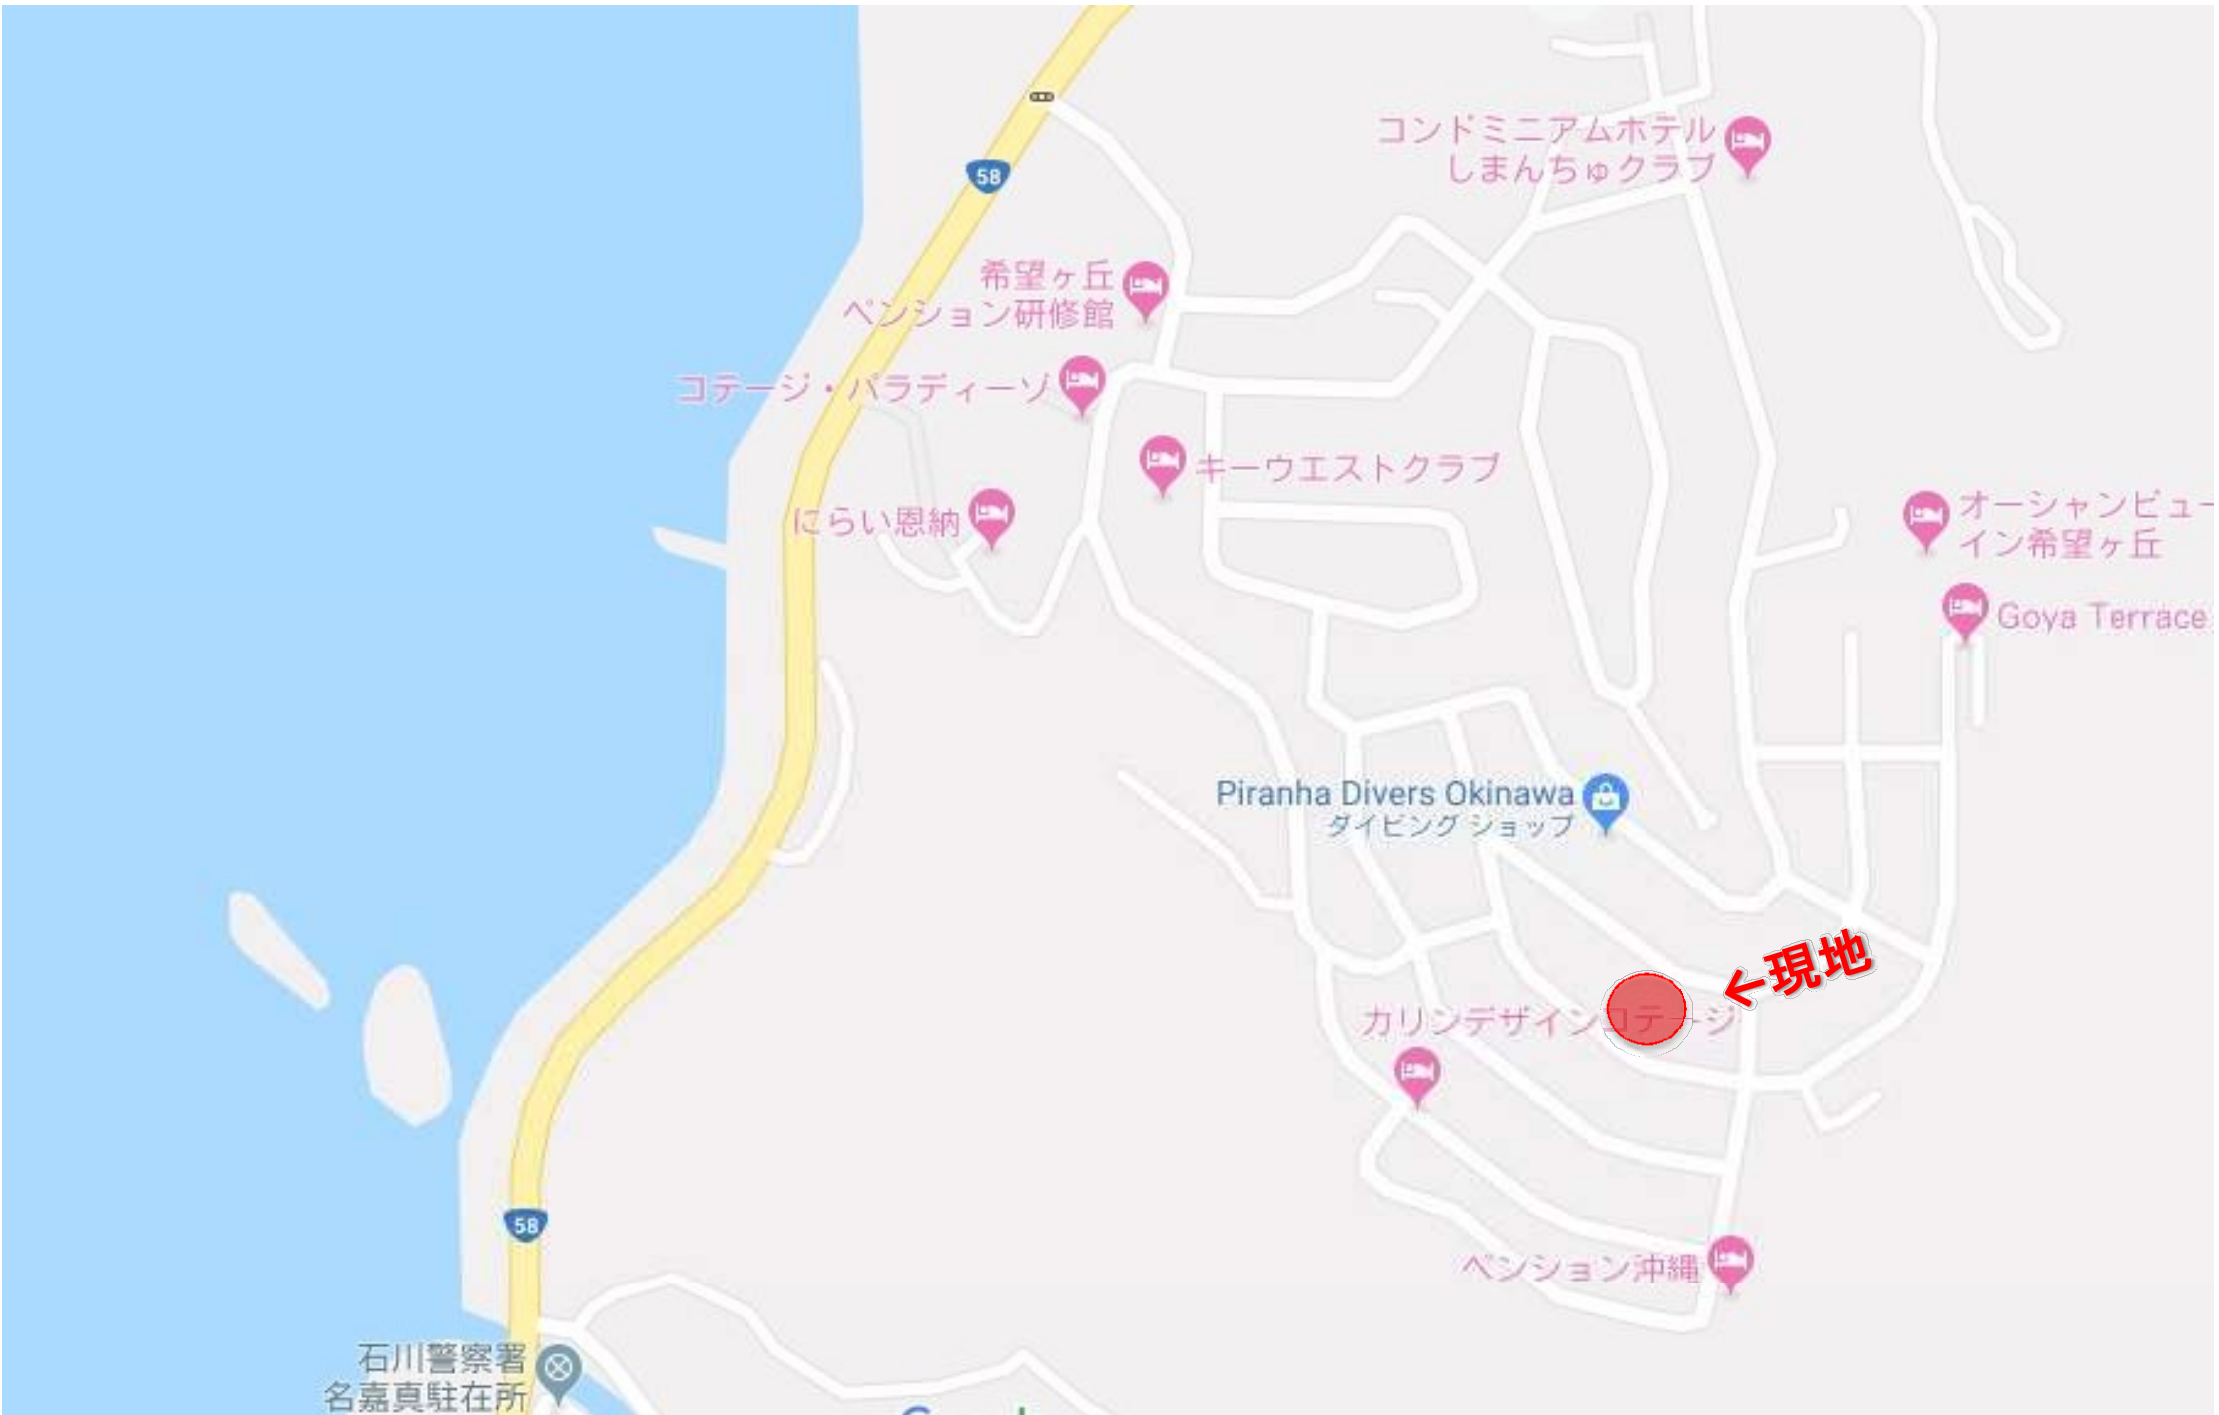 コンドミニアムホテル
しまんちゅクラブ
58
希望ヶ丘
ペンション研修館
コテージ・パラディーゾ
キーウエストクラブ
にらい恩納
オーシャンビュー
イン希望ヶ丘
Goya Terrace
Piranha Divers Okinawa
ダイビング ショップ
←現地
カリンデザインコテージ
58
ペンション沖縄
石川警察署
名嘉真駐在所